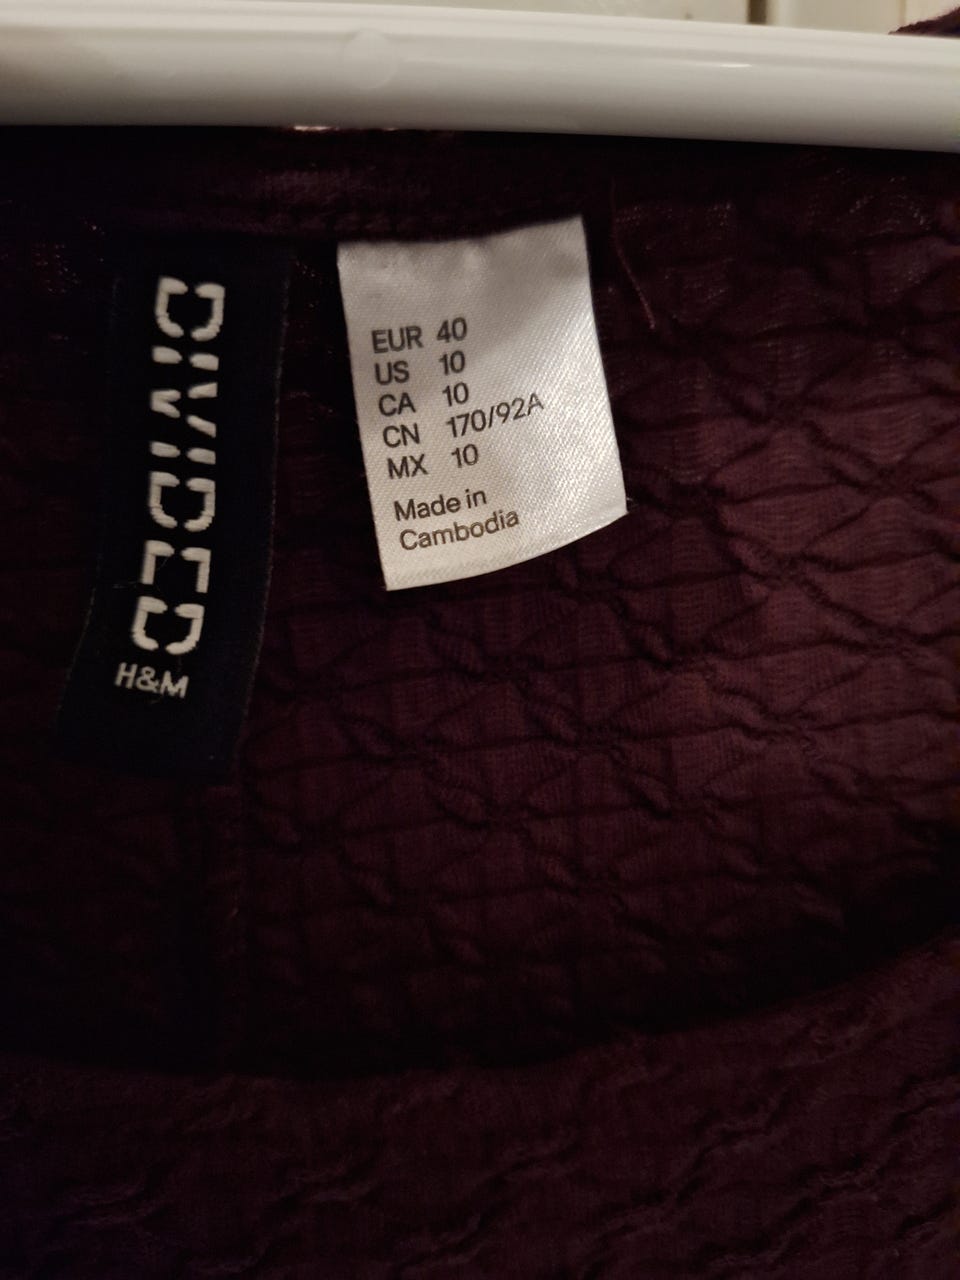 DIVIDED
H&M
EUR 40
US 10
CA 10
CN 170/92A
MX 10
Made in
Cambodia